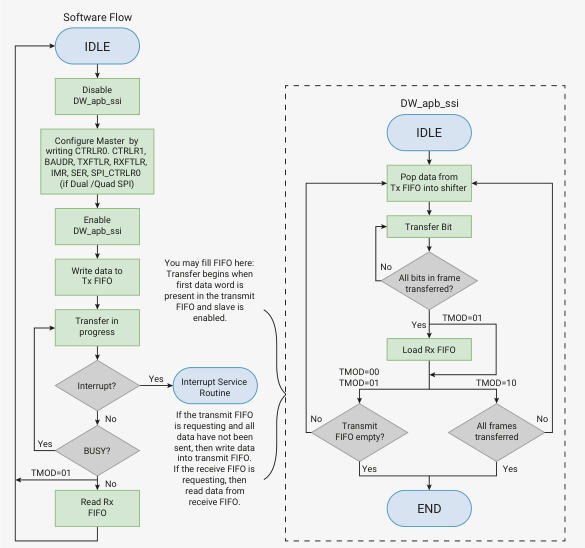 Software Flow
IDLE
Disable
DW_apb_ssi
Configure Master by
writing CTRLR0. CTRLR1,
BAUDR, TXFTLR, RXFTLR,
IMR, SER, SPI_CTRLR0
(if Dual /Quad SPI)
Enable
DW_apb_ssi
Write data to
Tx FIFO
Transfer in
progress
Interrupt?
Yes
Interrupt Service
Routine
No
BUSY?
Yes
TMOD=01
No
Read Rx
FIFO
You may fill FIFO here:
Transfer begins when
first data word is
present in the transmit
FIFO and slave is
enabled.
If the transmit FIFO
is requesting and all
data have not been
sent, then write data
into transmit FIFO.
If the receive FIFO is
requesting, then
read data from
receive FIFO.
DW_apb_ssi
IDLE
Pop data from
Tx FIFO into shifter
Transfer Bit
No
All bits in frame
transferred?
Yes
TMOD=01
Load Rx FIFO
TMOD=00
TMOD=01
TMOD=10
No
Transmit
FIFO empty?
All frames
transferred
No
Yes
Yes
END